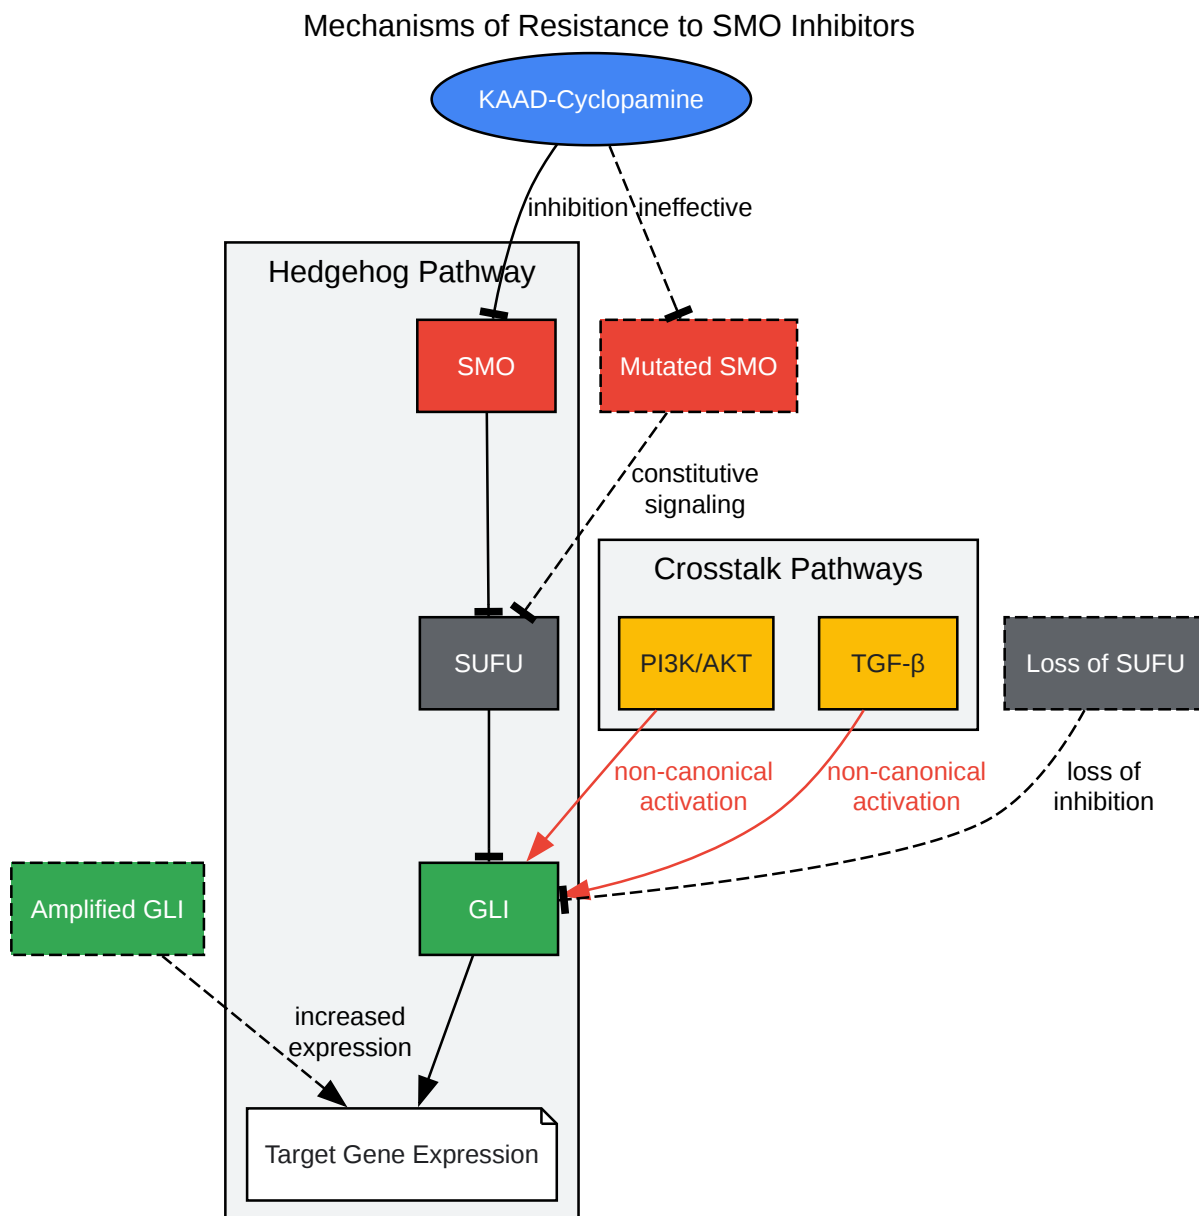 Mechanisms of Resistance to SMO Inhibitors
KAAD-Cyclopamine
inhibition
ineffective
Hedgehog Pathway
SMO
Mutated SMO
constitutive
signaling
Crosstalk Pathways
SUFU
PI3K/AKT
TGF-β
Loss of SUFU
non-canonical
activation
non-canonical
activation
loss of
inhibition
Amplified GLI
GLI
increased
expression
Target Gene Expression